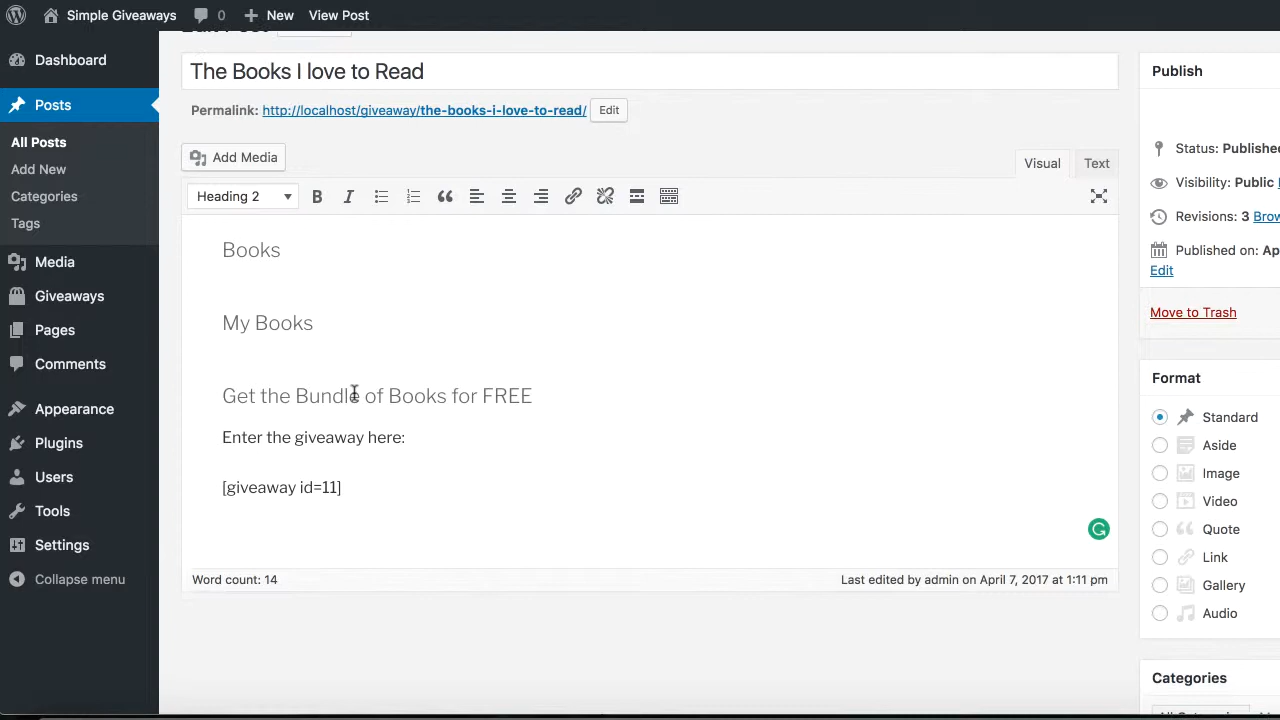 Simple Giveaways 0 New View Post
Dashboard
Posts
All Posts
Add New
Categories
Tags
Media
Giveaways
Pages
Comments
Appearance
Plugins
Users
Tools
Settings
Collapse menu
The Books I love to Read
Permalink: http://localhost/giveaway/the-books-i-love-to-read/ Edit
Add Media
Visual Text
Heading 2 B I
Books
My Books
Get the Bundle of Books for FREE
Enter the giveaway here:
[giveaway id=11]
Word count: 14 Last edited by admin on April 7, 2017 at 1:11 pm
Publish
Status: Published
Visibility: Public
Revisions: 3 Brow
Published on: Ap
Edit
Move to Trash
Format
Standard
Aside
Image
Video
Quote
Link
Gallery
Audio
Categories